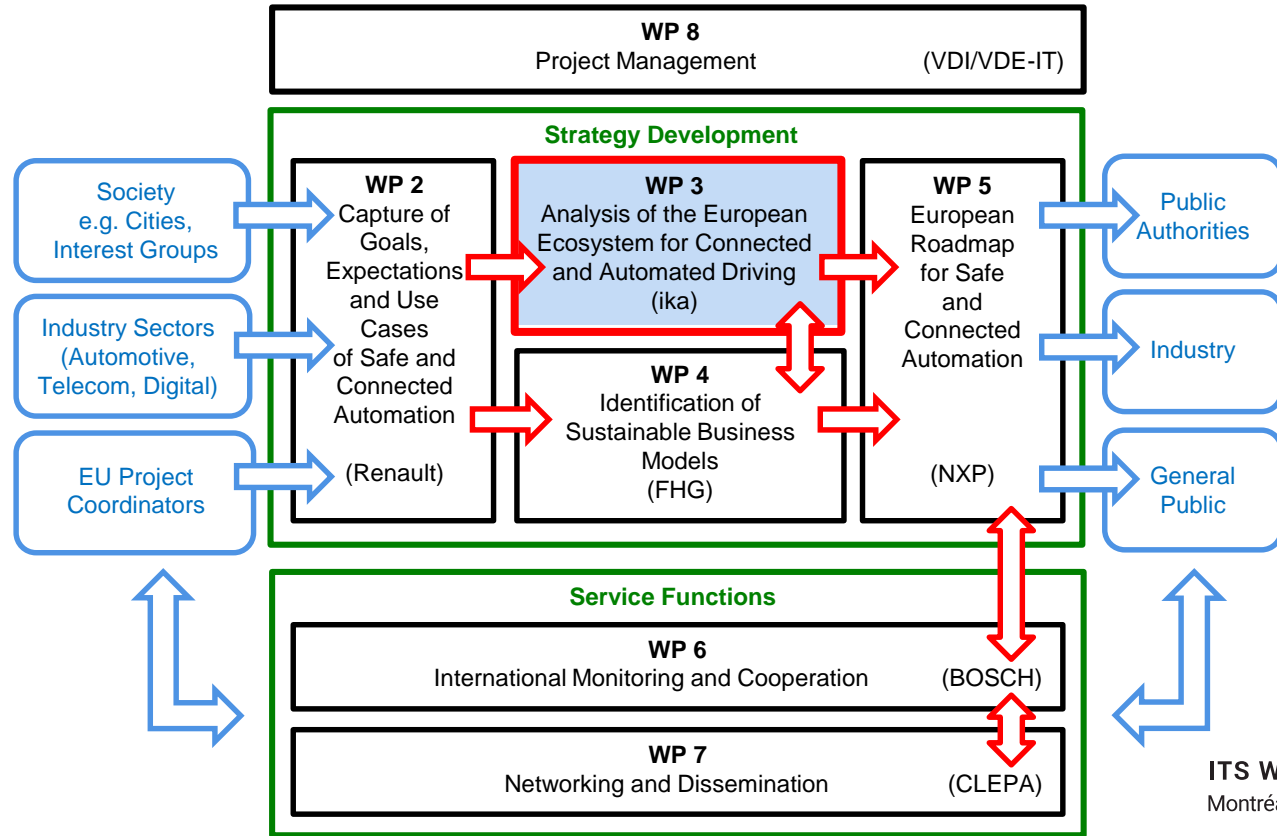 WP 8
Project Management (VDI/VDE-IT)
Strategy Development
Society
e.g. Cities,
Interest Groups
Industry Sectors
(Automotive,
Telecom, Digital)
EU Project
Coordinators
WP 2
Capture of
Goals,
Expectations
and Use
Cases
of Safe and
Connected
Automation
(Renault)
WP 3
Analysis of the European
Ecosystem for Connected
and Automated Driving
(ika)
WP 4
Identification of
Sustainable Business
Models
(FHG)
WP 5
European
Roadmap
for Safe
and
Connected
Automation
(NXP)
Public
Authorities
Industry
General
Public
Service Functions
WP 6
International Monitoring and Cooperation (BOSCH)
WP 7
Networking and Dissemination (CLEPA)
ITS W
Montréa